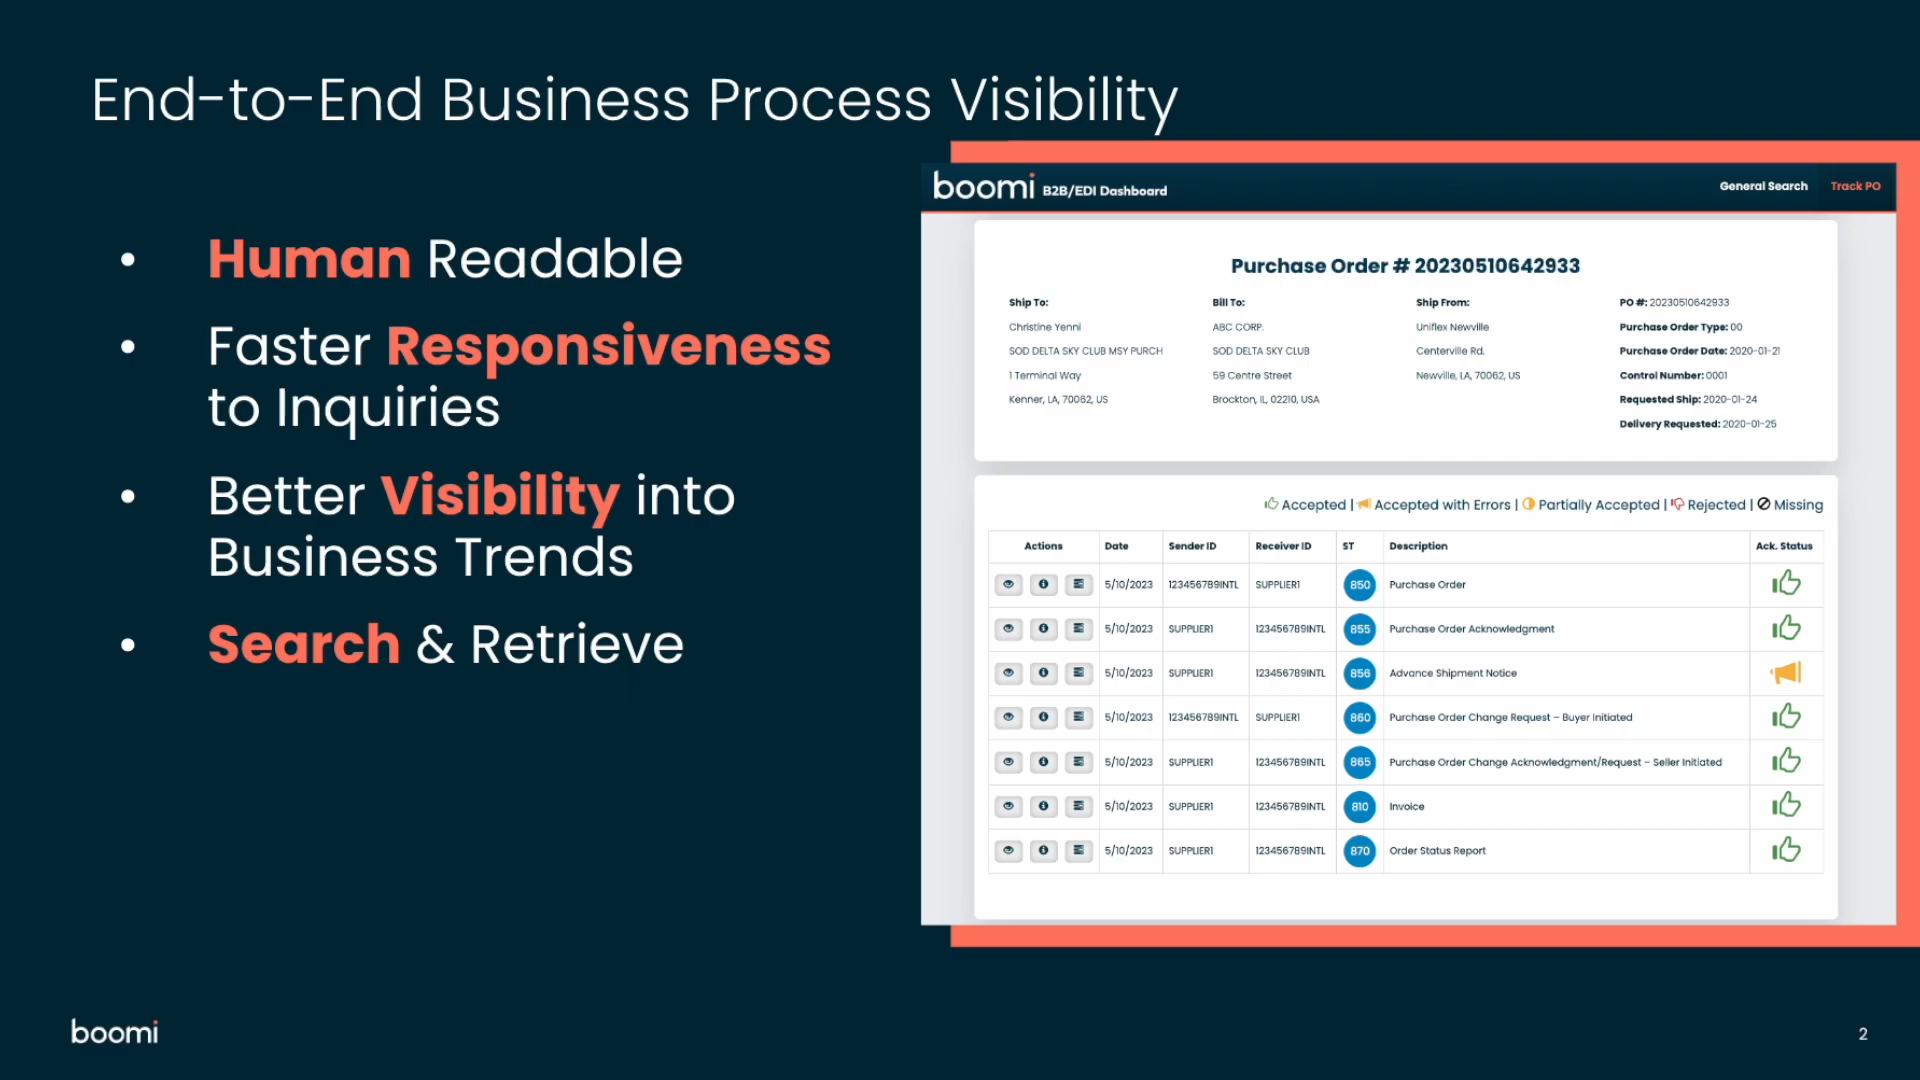 End-to-End Business Process Visibility
• Human Readable
• Faster Responsiveness
to Inquiries
• Better Visibility into
Business Trends
• Search & Retrieve
boomi B2B/EDI Dashboard General Search Track PO
Purchase Order # 20230510642933
Ship To: Bill To: Ship From: PO #: 20230510642933
Christine Yenni ABC CORP. Uniflex Newville Purchase Order Type: 00
SOD DELTA SKY CLUB MSY PURCH SOD DELTA SKY CLUB Centerville Rd. Purchase Order Date: 2020-01-21
1 Terminal Way 59 Centre Street Newville, LA, 70062, US Control Number: 0001
Kenner, LA, 70062, US Brockton, IL, 02210, USA Requested Ship: 2020-01-24
Delivery Requested: 2020-01-25
Accepted | Accepted with Errors | Partially Accepted | Rejected | Missing
Actions Date Sender ID Receiver ID ST Description Ack. Status
5/10/2023 123456789INTL SUPPLIER1 850 Purchase Order
5/10/2023 SUPPLIER1 123456789INTL 855 Purchase Order Acknowledgment
5/10/2023 SUPPLIER1 123456789INTL 856 Advance Shipment Notice
5/10/2023 123456789INTL SUPPLIER1 860 Purchase Order Change Request – Buyer Initiated
5/10/2023 SUPPLIER1 123456789INTL 865 Purchase Order Change Acknowledgment/Request – Seller Initiated
5/10/2023 SUPPLIER1 123456789INTL 810 Invoice
5/10/2023 SUPPLIER1 123456789INTL 870 Order Status Report
boomi
2